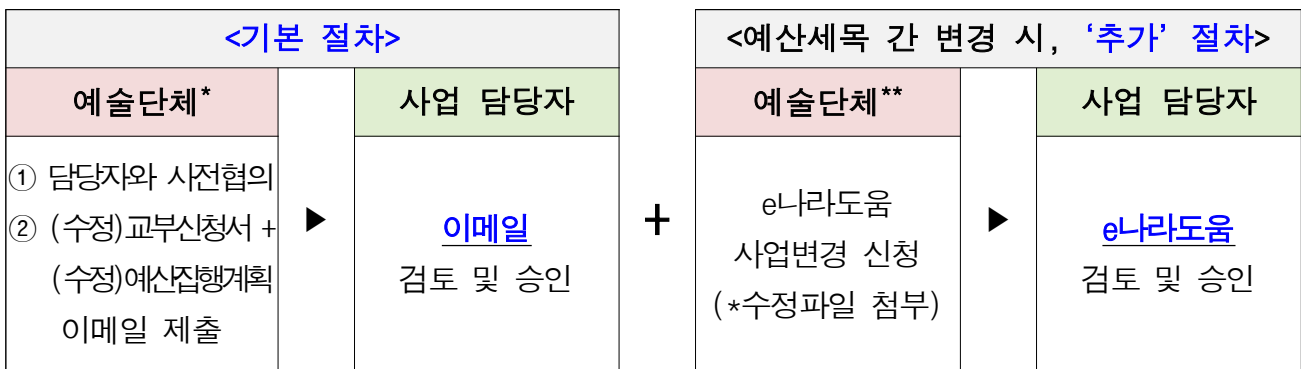 <기본 절차>
예술단체*
사업 담당자
① 담당자와 사전협의
② (수정)교부신청서 +
(수정)예산집행계획
이메일 제출
▶
이메일
검토 및 승인
+
<예산세목 간 변경 시, ‘추가’ 절차>
예술단체**
사업 담당자
e나라도움
사업변경 신청
(*수정파일 첨부)
▶
e나라도움
검토 및 승인